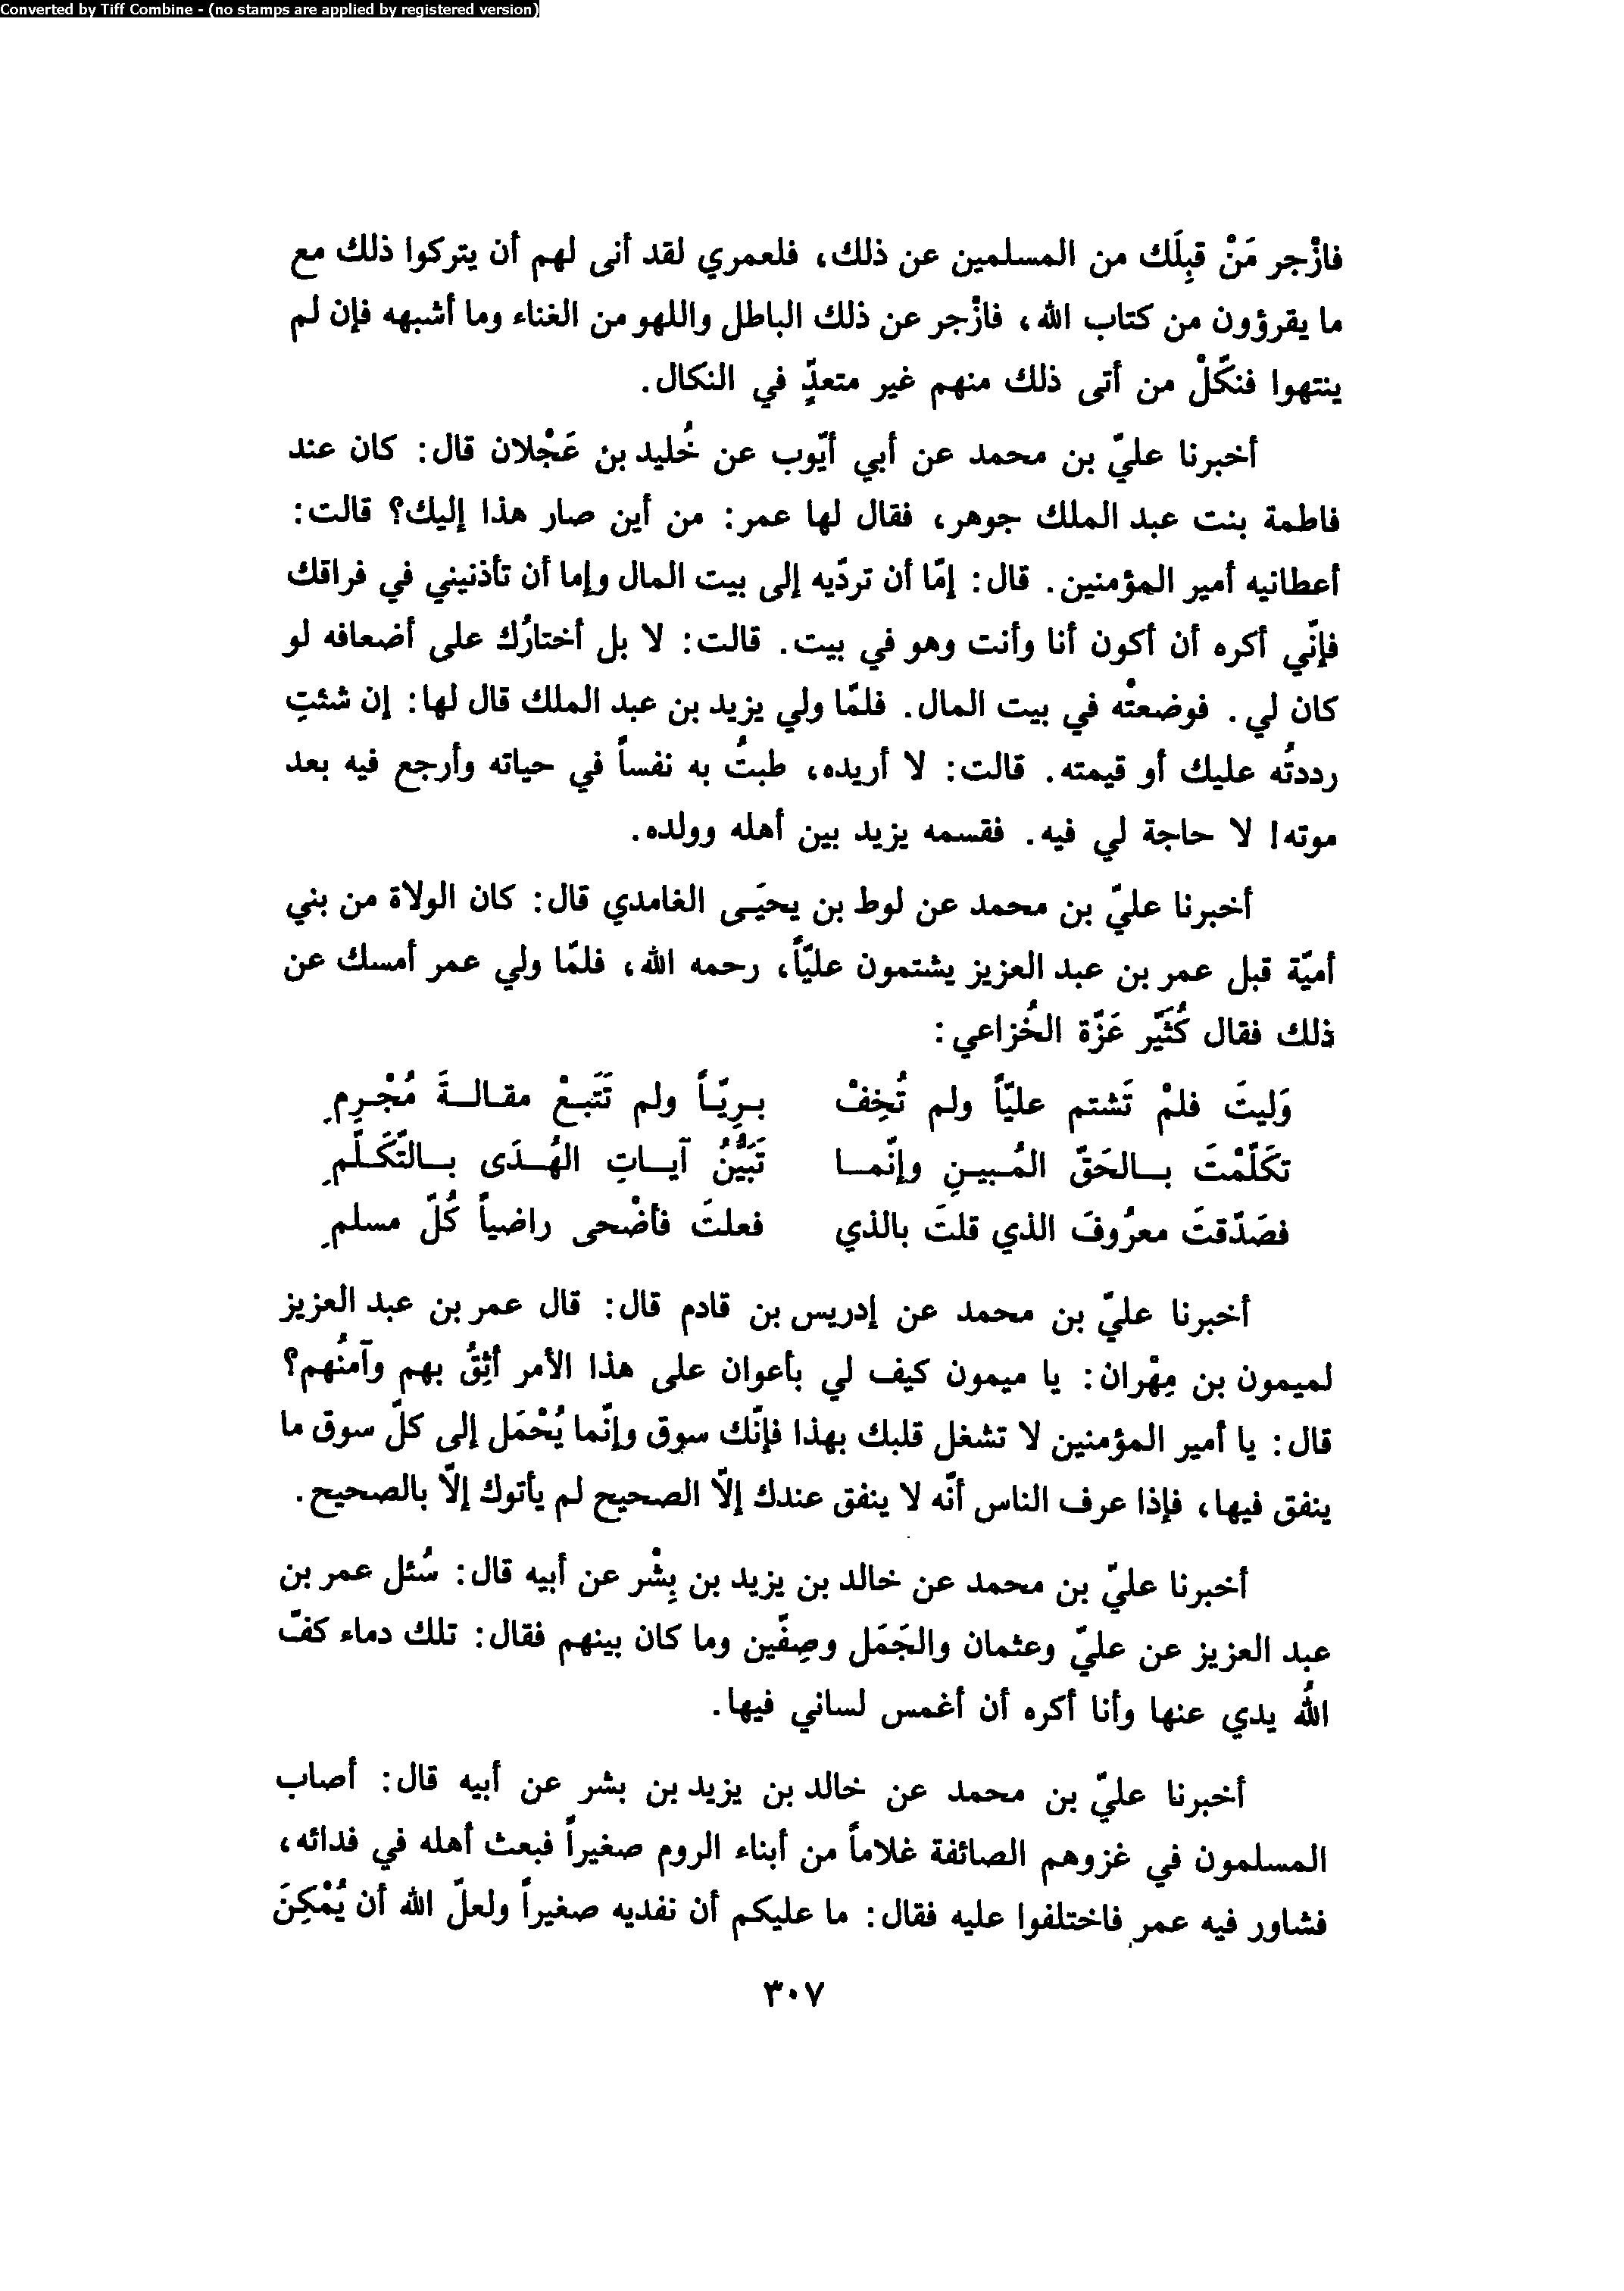 Converted by Tiff Combine - (no stamps are applied by registered version)
فازْجر مَنْ قبِلَك من المسلمين عن ذلك، فلعمري لقد أنى لهم أن يتركوا ذلك مع
ما يقرؤون من كتاب الله، فازْجر عن ذلك الباطل واللهو من الغناء وما أشبهه فإن لم
ينتهوا فنكّلْ من أتى ذلك منهم غير متعدٍّ في النكال.
أخبرنا عليّ بن محمد عن أبي أيّوب عن خُليد بن عَجْلان قال: كان عند
فاطمة بنت عبد الملك جوهر، فقال لها عمر: من أين صار هذا إليك؟ قالت:
أعطانيه أمير المؤمنين. قال: إمّا أن تردّيه إلى بيت المال وإما أن تأذنيني في فراقك
فإنّي أكره أن أكون أنا وأنت وهو في بيت. قالت: لا بل أختارُك على أضعافه لو
كان لي. فوضعتْه في بيت المال. فلمّا ولي يزيد بن عبد الملك قال لها: إن شئتِ
رددتُه عليك أو قيمته. قالت: لا أريده، طبتُ به نفساً في حياته وأرجع فيه بعد
موته! لا حاجة لي فيه. فقسمه يزيد بين أهله وولده.
أخبرنا عليّ بن محمد عن لوط بن يحيَى الغامدي قال: كان الولاة من بني
أميّة قبل عمر بن عبد العزيز يشتمون عليّاً، رحمه الله، فلمّا ولي عمر أمسك عن
ذلك فقال كُثَيّر عَزّة الخُزاعي:
وَليتَ فلمْ تَشتم عليّاً ولم تُخِفْ بـرِيّـاً ولم تَتَبـعْ مقـالـــةَ مُجْـرِمِ
تكَلّمْتَ بـــالحَقّ المُـبيـنِ وإنّمـــا تَبَيُّنُ آيـــاتِ الهُــدَى بـــالتّكَــلّمِ
فصَدّقتَ معرُوفَ الذي قلتَ بالذي فعلتَ فأضْحى راضياً كُلّ مسلمِ
أخبرنا عليّ بن محمد عن إدريس بن قادم قال: قال عمر بن عبد العزيز
لميمون بن مِهْران: يا ميمون كيف لي بأعوان على هذا الأمر أثِقُ بهم وآمنُهم؟
قال: يا أمير المؤمنين لا تشغل قلبك بهذا فإنّك سوق وإنّما يُحْمَل إلى كلّ سوق ما
ينفق فيها، فإذا عرف الناس أنّه لا ينفق عندك إلاّ الصحيح لم يأتوك إلاّ بالصحيح.
أخبرنا عليّ بن محمد عن خالد بن يزيد بن بِشْر عن أبيه قال: سُئل عمر بن
عبد العزيز عن عليّ وعثمان والجَمَل وصِفّين وما كان بينهم فقال: تلك دماء كفّ
اللهُ يدي عنها وأنا أكره أن أغمس لساني فيها.
أخبرنا عليّ بن محمد عن خالد بن يزيد بن بشر عن أبيه قال: أصاب
المسلمون في غزوهم الصائفة غلاماً من أبناء الروم صغيراً فبعث أهله في فدائه،
فشاور فيه عمر فاختلفوا عليه فقال: ما عليكم أن نفديه صغيراً ولعلّ الله أن يُمْكِنَ
٣٠٧